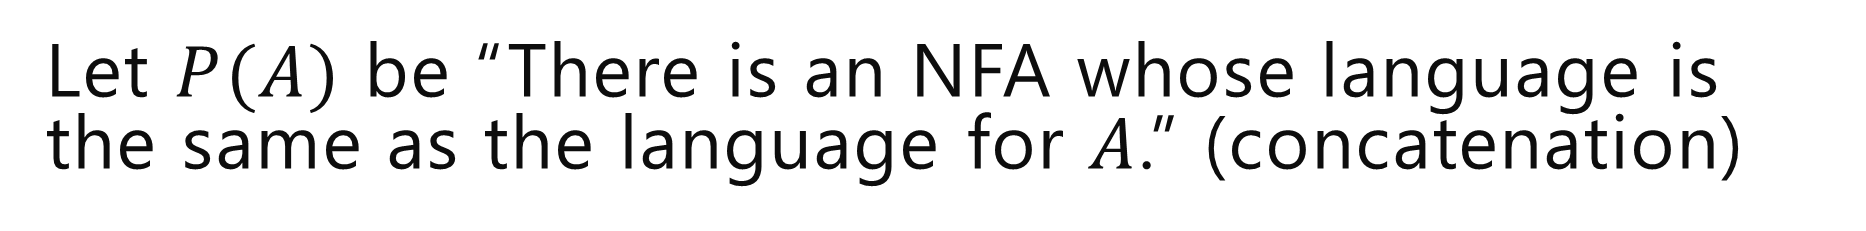 Let P(A) be “There is an NFA whose language is
the same as the language for A.” (concatenation)